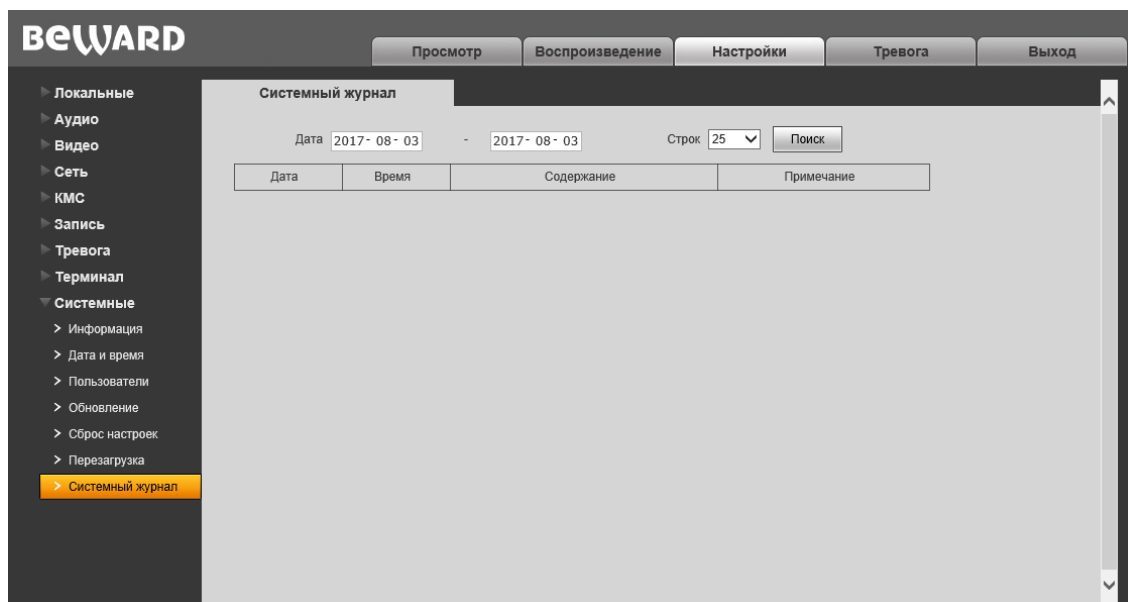 BEWARD
Просмотр Воспроизведение Настройки Тревога Выход
Локальные
Аудио
Видео
Сеть
КМС
Запись
Тревога
Терминал
Системные
Информация
Дата и время
Пользователи
Обновление
Сброс настроек
Перезагрузка
Системный журнал
Системный журнал
Дата 2017- 08- 03 - 2017- 08- 03 Строк 25 Поиск
Дата Время Содержание Примечание